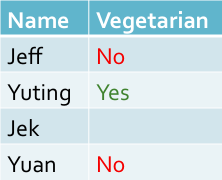 Name Vegetarian
Jeff No
Yuting Yes
Jek
Yuan No